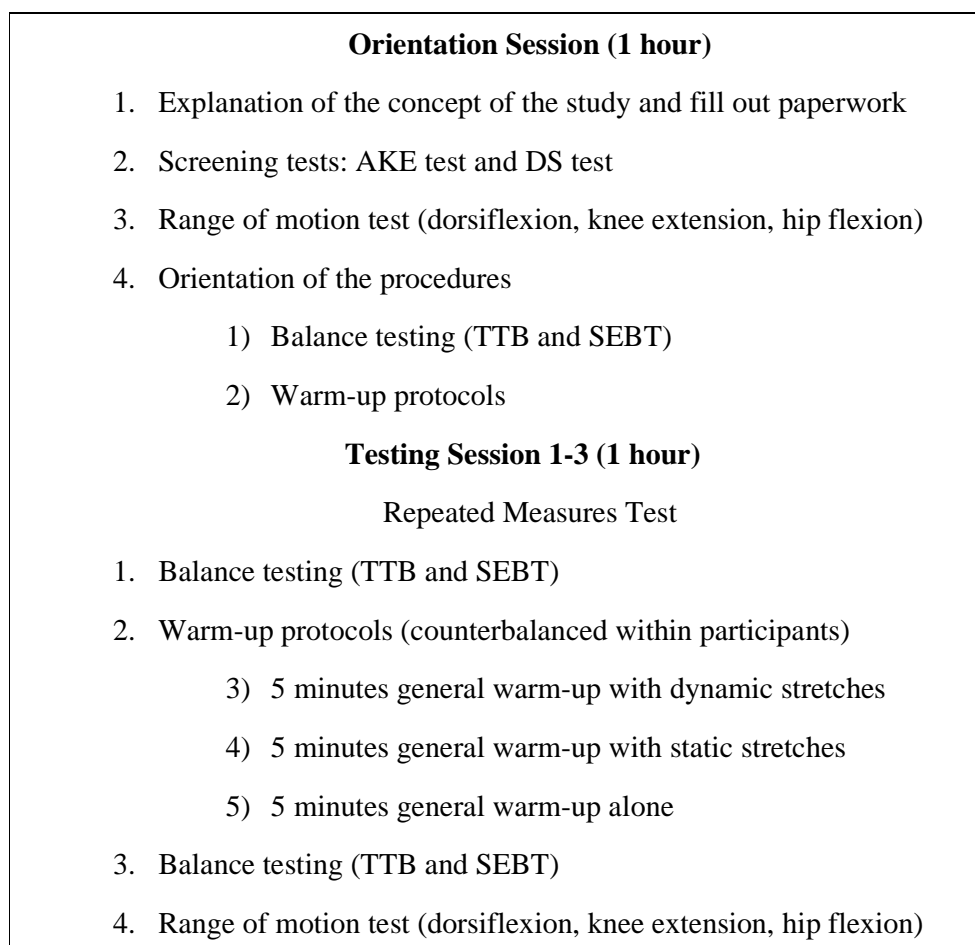 Orientation Session (1 hour)
1. Explanation of the concept of the study and fill out paperwork
2. Screening tests: AKE test and DS test
3. Range of motion test (dorsiflexion, knee extension, hip flexion)
4. Orientation of the procedures
1) Balance testing (TTB and SEBT)
2) Warm-up protocols
Testing Session 1-3 (1 hour)
Repeated Measures Test
1. Balance testing (TTB and SEBT)
2. Warm-up protocols (counterbalanced within participants)
3) 5 minutes general warm-up with dynamic stretches
4) 5 minutes general warm-up with static stretches
5) 5 minutes general warm-up alone
3. Balance testing (TTB and SEBT)
4. Range of motion test (dorsiflexion, knee extension, hip flexion)